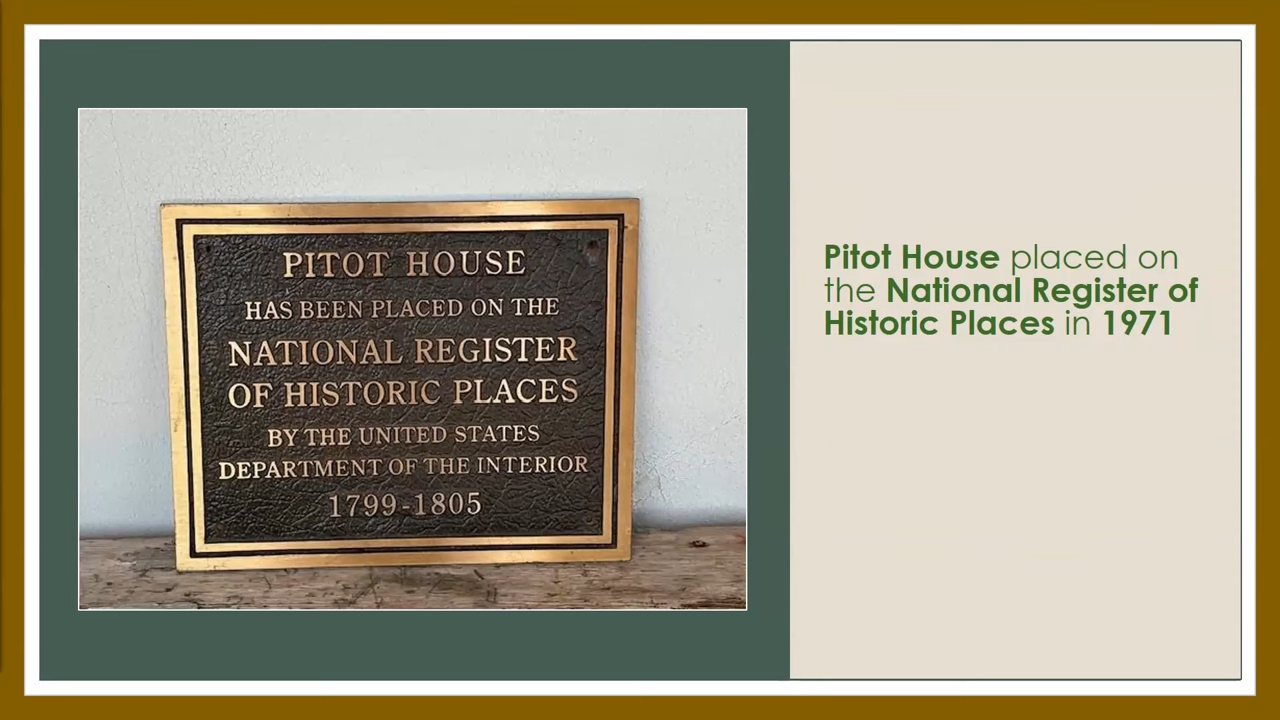 PITOT HOUSE
HAS BEEN PLACED ON THE
NATIONAL REGISTER
OF HISTORIC PLACES
BY THE UNITED STATES
DEPARTMENT OF THE INTERIOR
1799-1805
Pitot House placed on
the National Register of
Historic Places in 1971